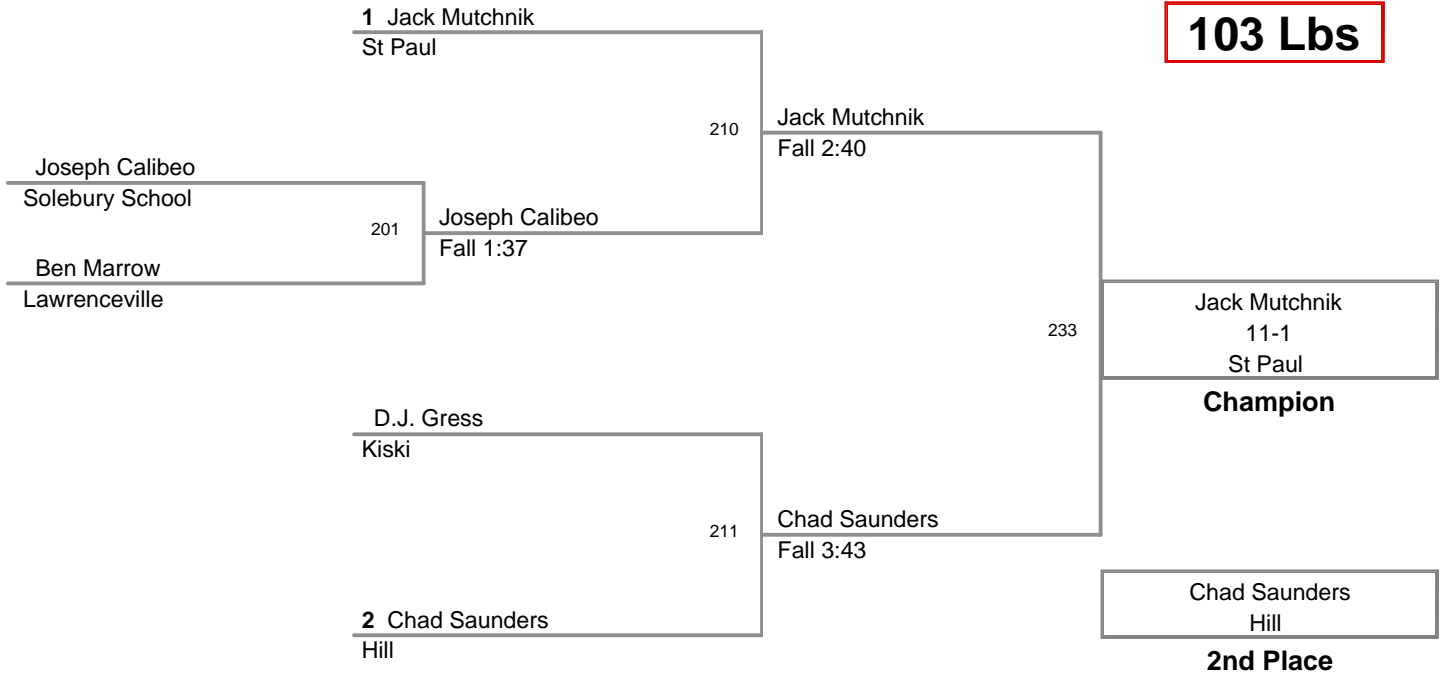 1 Jack Mutchnik
St Paul
103 Lbs
210
Jack Mutchnik
Fall 2:40
Joseph Calibeo
Solebury School
201
Joseph Calibeo
Fall 1:37
Ben Marrow
Lawrenceville
233
Jack Mutchnik
11-1
St Paul
Champion
D.J. Gress
Kiski
211
Chad Saunders
Fall 3:43
2 Chad Saunders
Hill
Chad Saunders
Hill
2nd Place